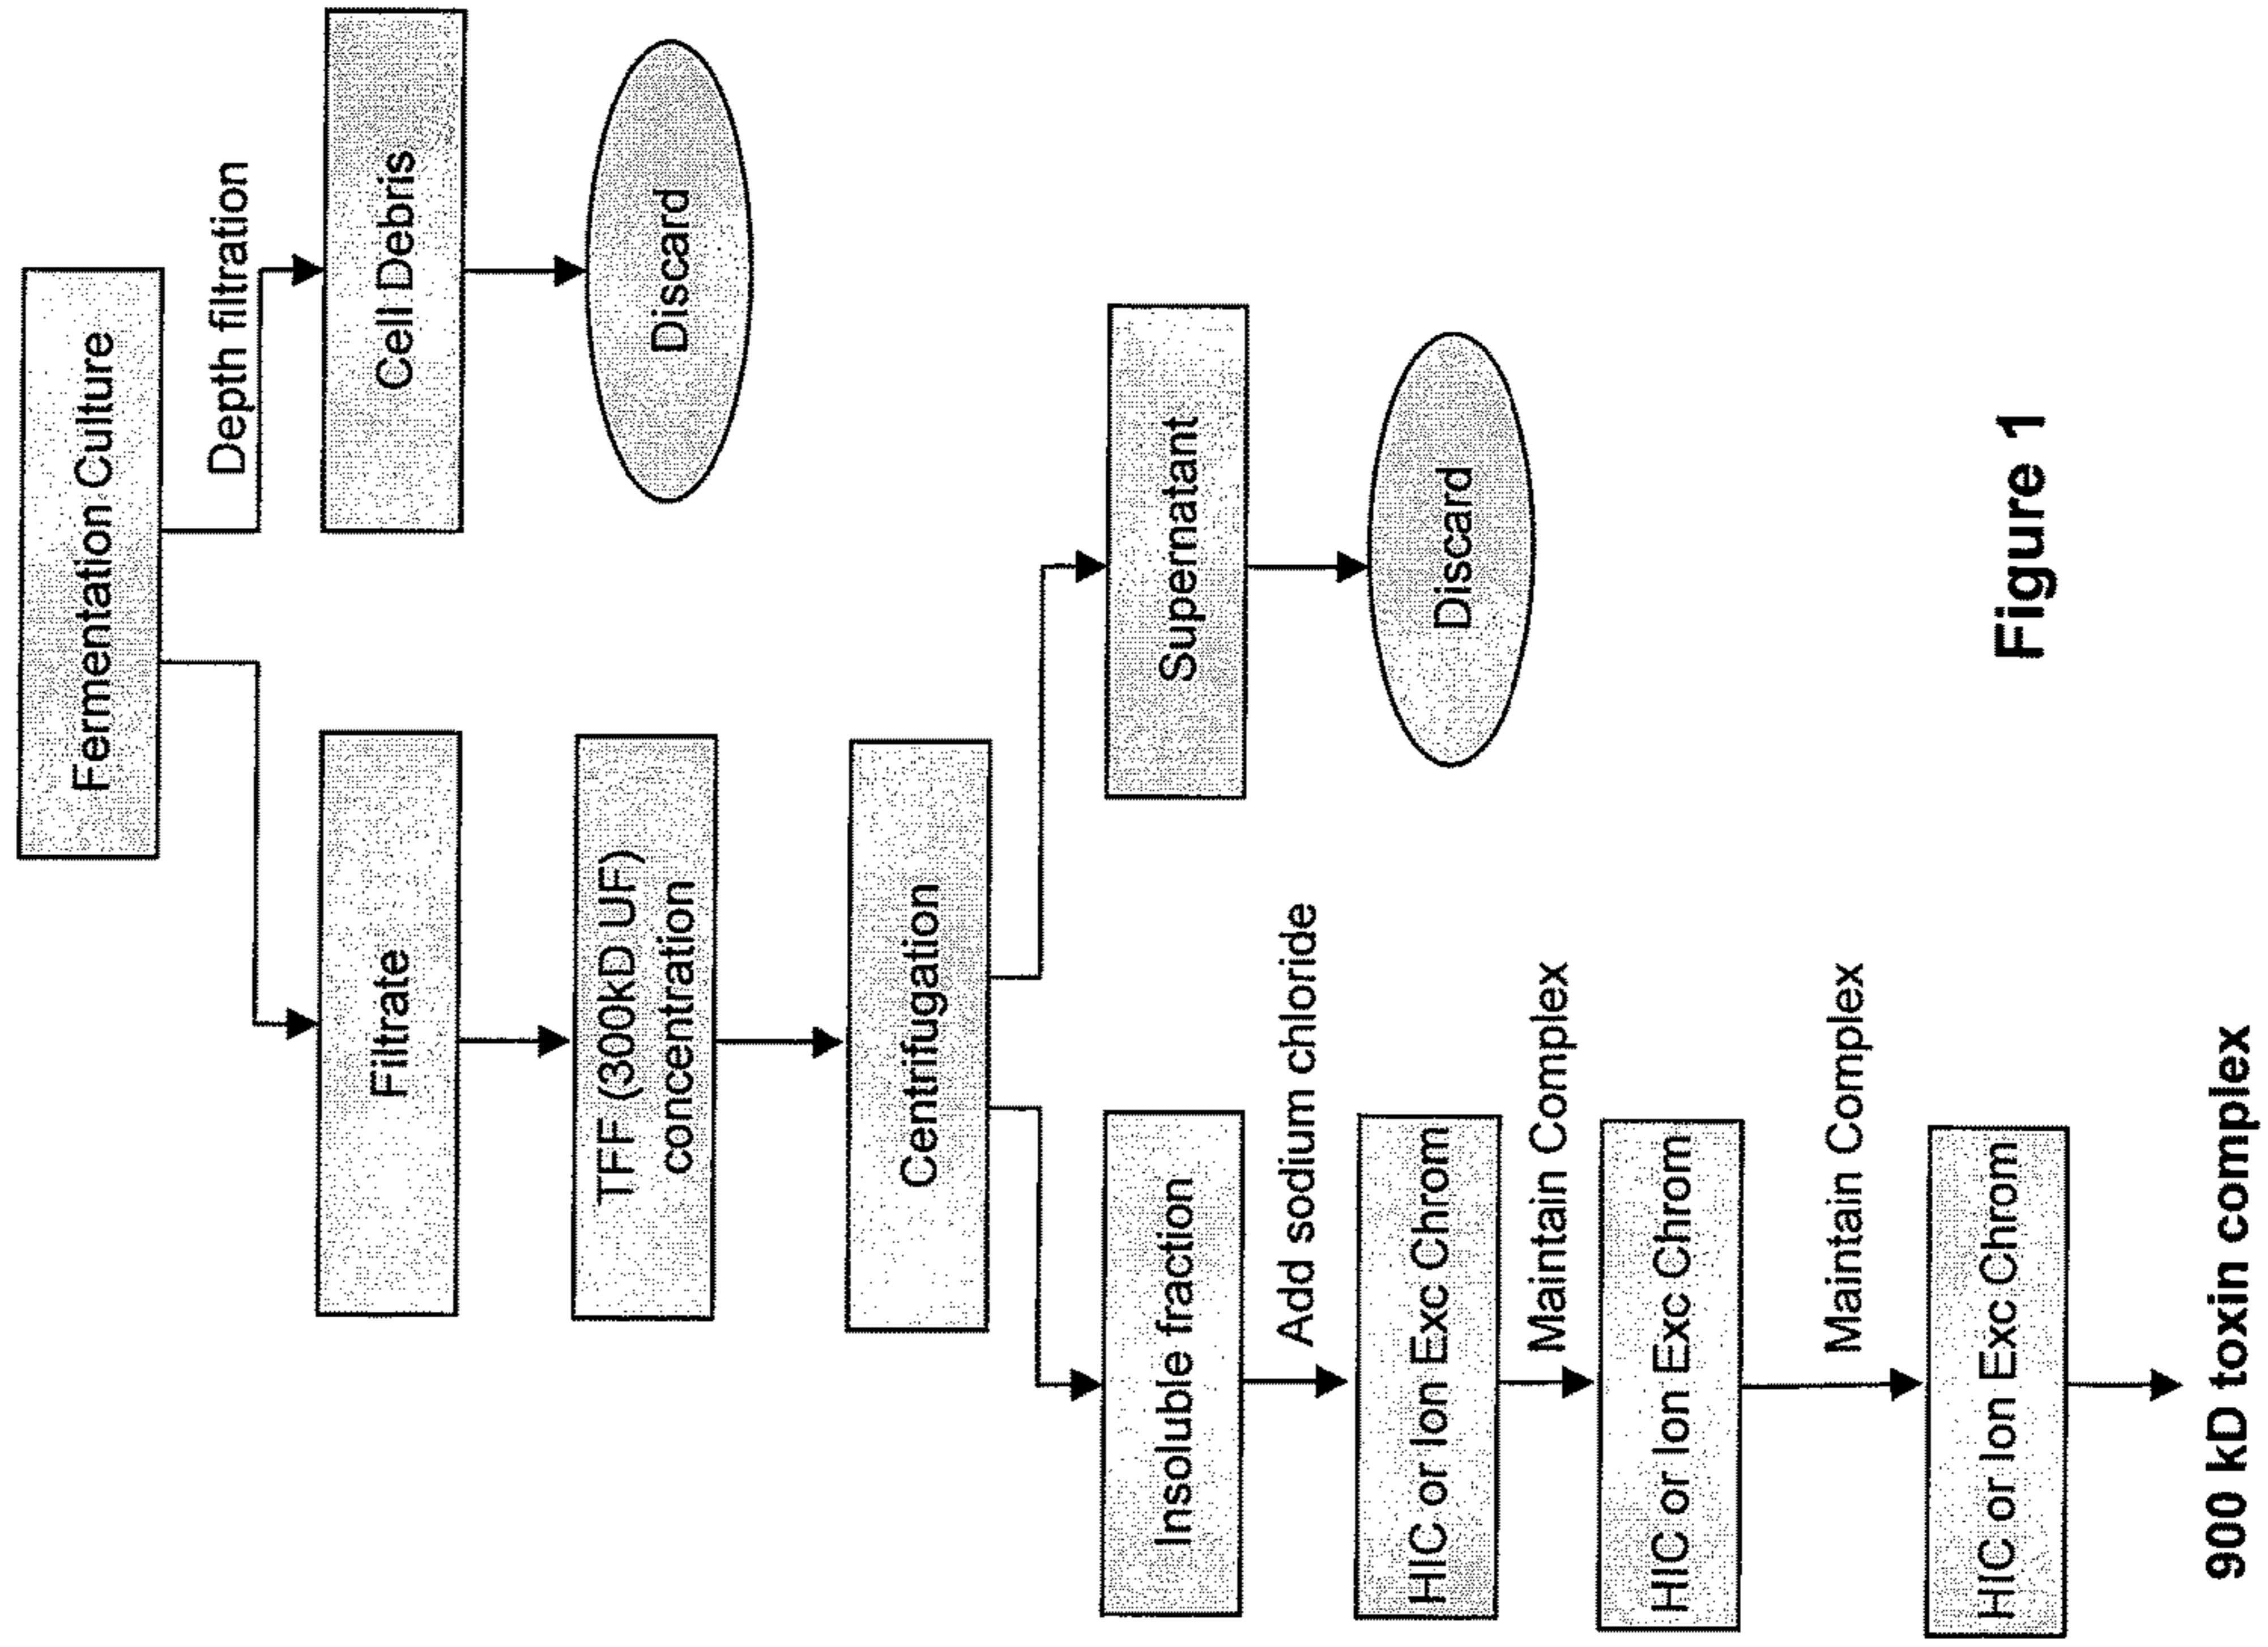 Fermentation Culture
Depth filtration
Filtrate
Cell Debris
TFF (300kD UF)
concentration
Discard
Centrifugation
Insoluble fraction
Supernatant
Add sodium chloride
HIC or Ion Exc Chrom
Discard
Maintain Complex
HIC or Ion Exc Chrom
Maintain Complex
HIC or Ion Exc Chrom
900 kD toxin complex
Figure 1